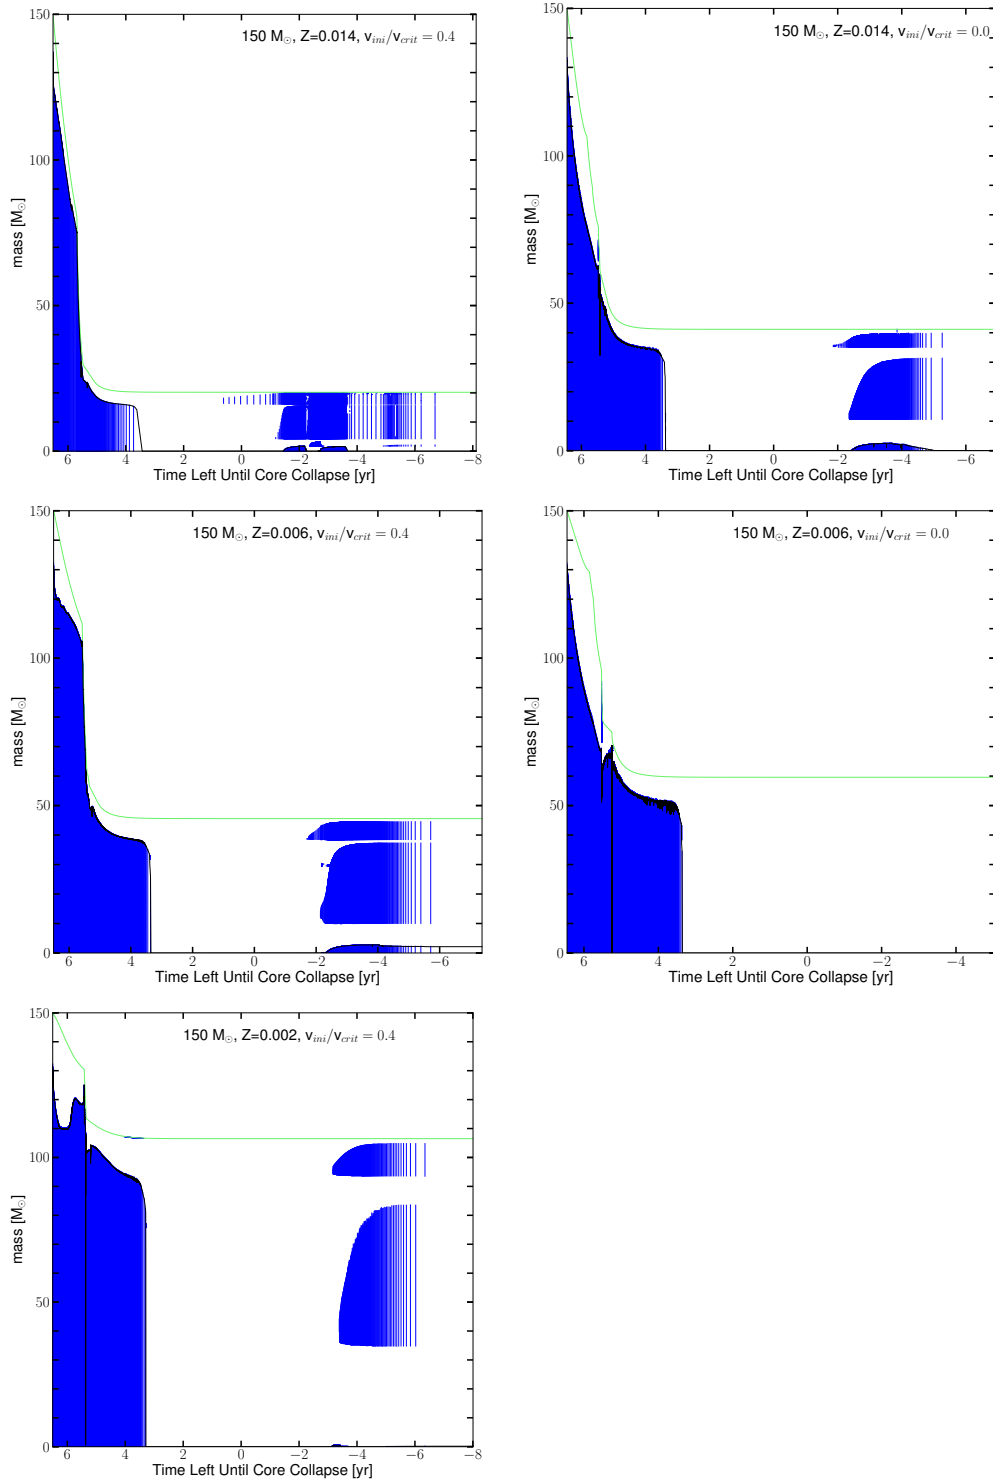 150 M⊙, Z=0.014, v_ini/v_crit = 0.4
mass [M⊙]
150
100
50
0
6 4 2 0 −2 −4 −6 −8
Time Left Until Core Collapse [yr]
150 M⊙, Z=0.014, v_ini/v_crit = 0.0
mass [M⊙]
150
100
50
0
6 4 2 0 −2 −4 −6
Time Left Until Core Collapse [yr]
150 M⊙, Z=0.006, v_ini/v_crit = 0.4
mass [M⊙]
150
100
50
0
6 4 2 0 −2 −4 −6
Time Left Until Core Collapse [yr]
150 M⊙, Z=0.006, v_ini/v_crit = 0.0
mass [M⊙]
150
100
50
0
6 4 2 0 −2 −4
Time Left Until Core Collapse [yr]
150 M⊙, Z=0.002, v_ini/v_crit = 0.4
mass [M⊙]
150
100
50
0
6 4 2 0 −2 −4 −6 −8
Time Left Until Core Collapse [yr]